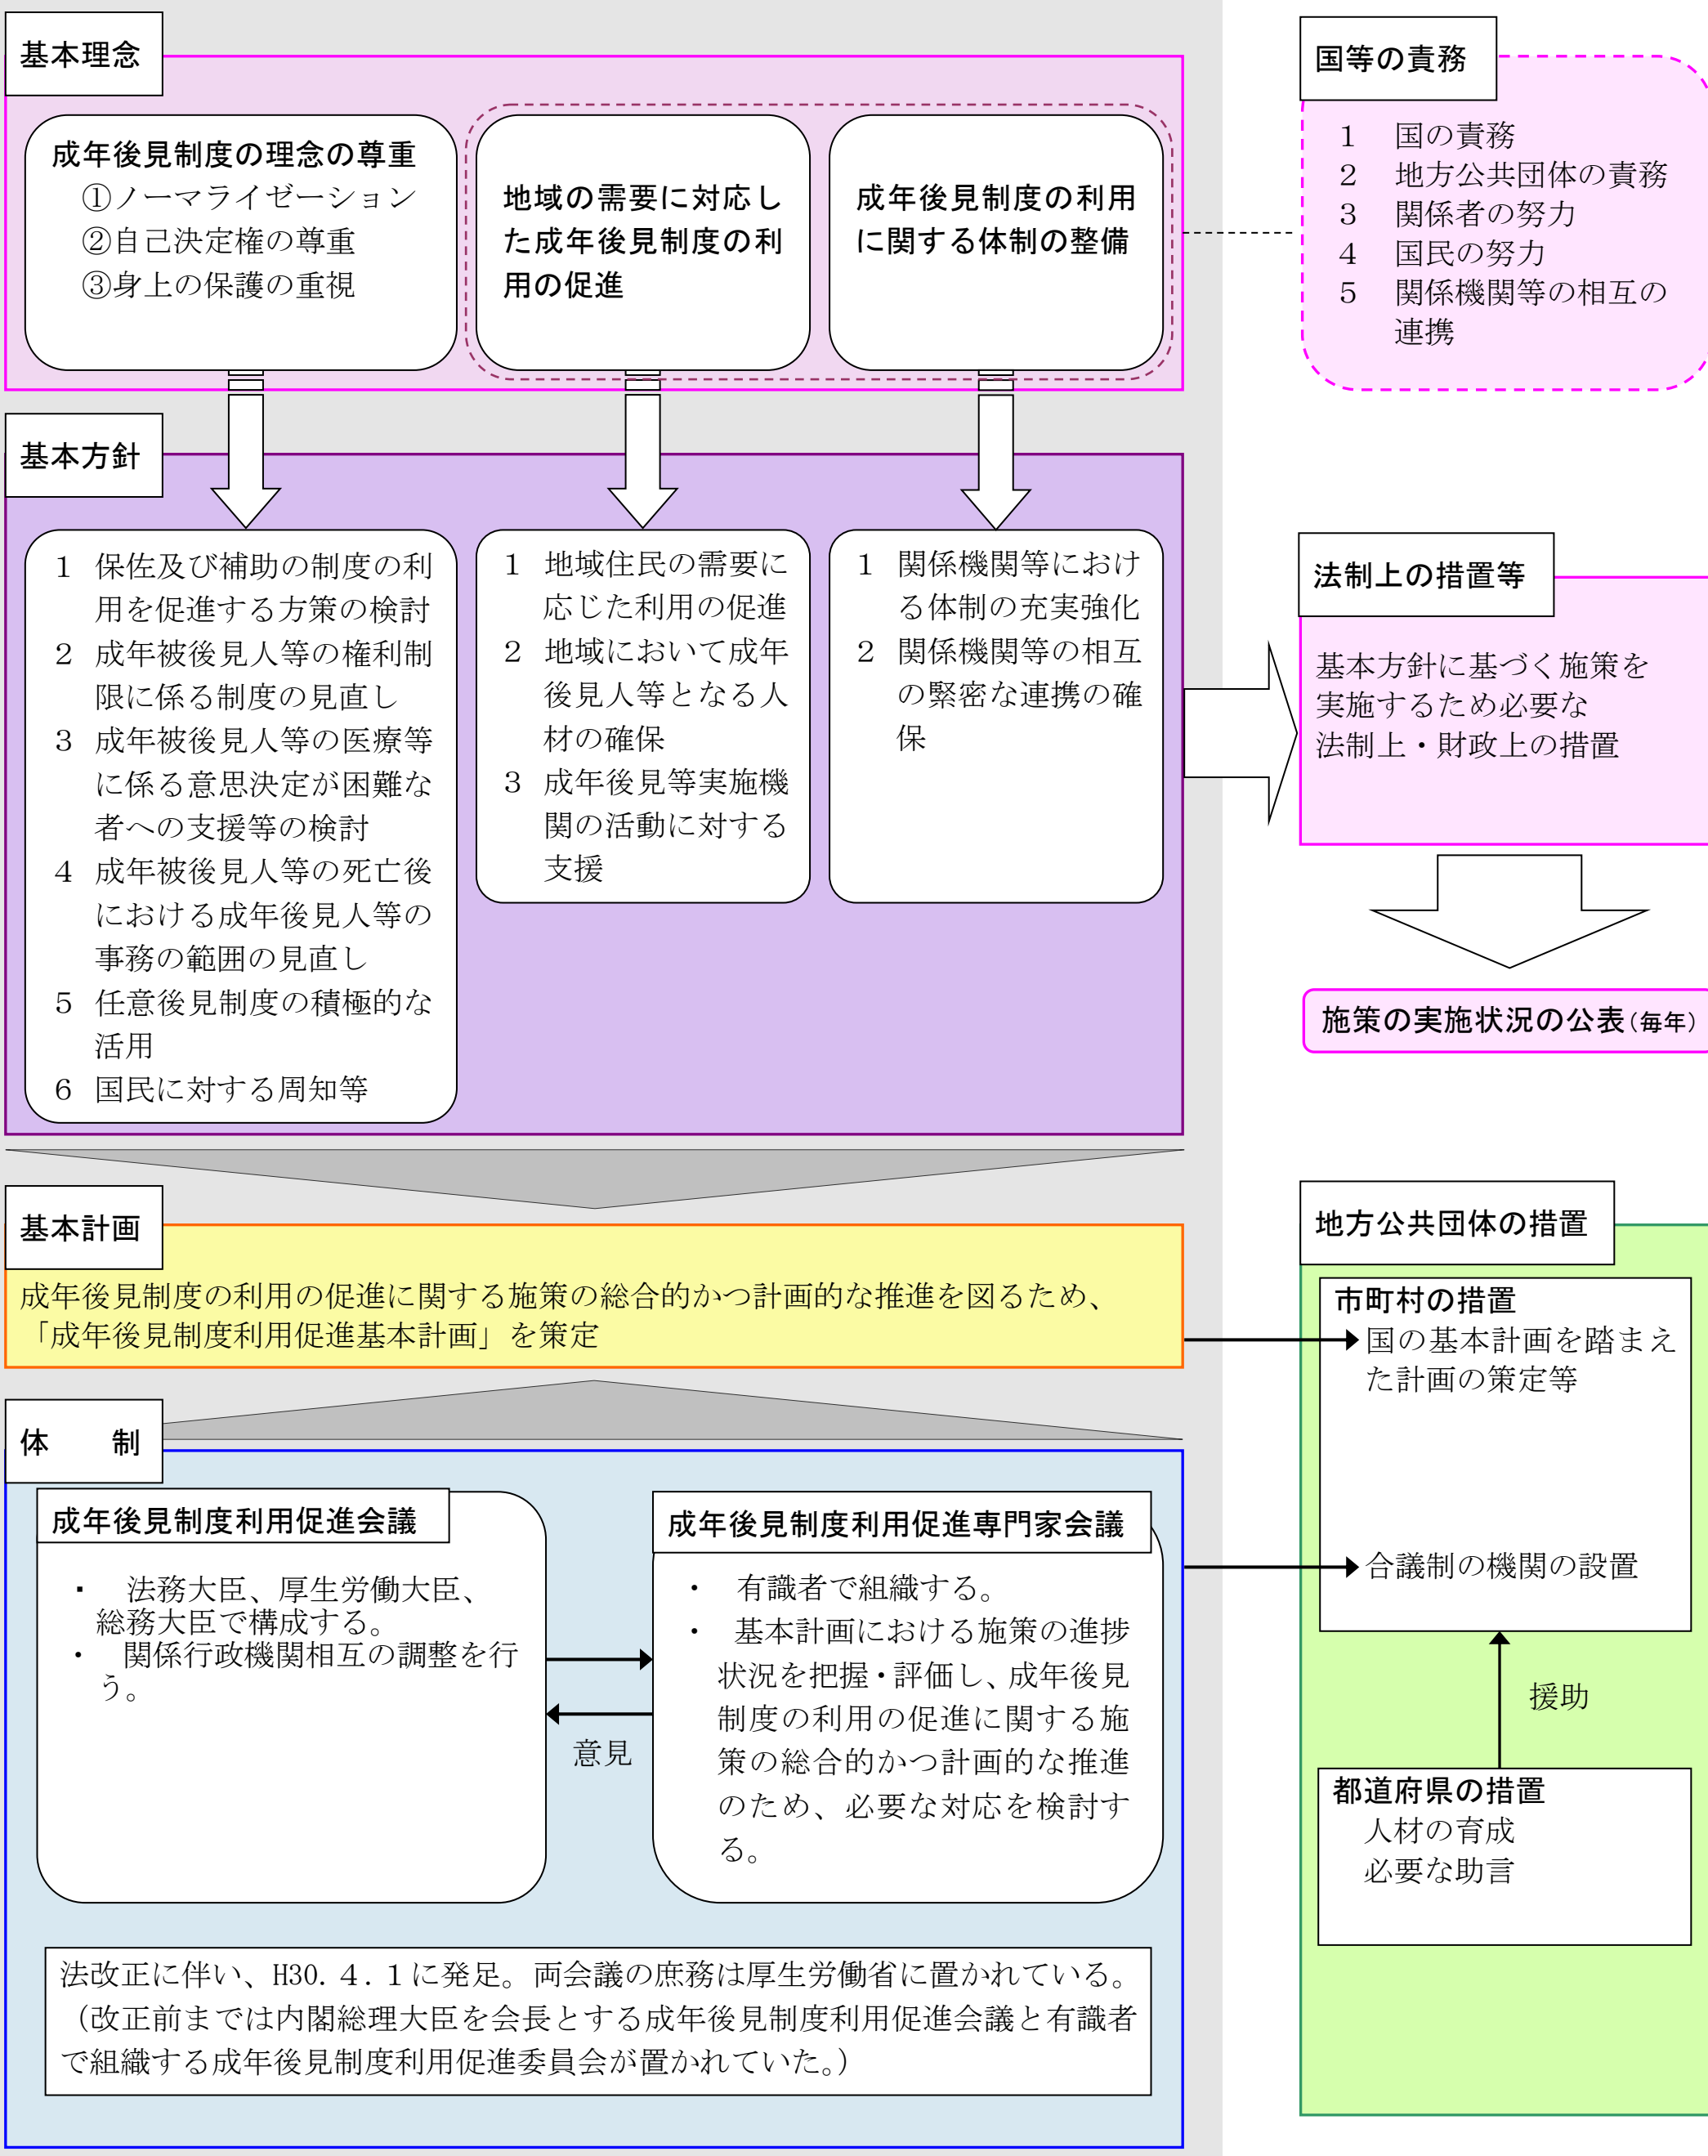 基本理念
成年後見制度の理念の尊重
①ノーマライゼーション
②自己決定権の尊重
③身上の保護の重視
地域の需要に対応し
た成年後見制度の利
用の促進
成年後見制度の利用
に関する体制の整備
国等の責務
1 国の責務
2 地方公共団体の責務
3 関係者の努力
4 国民の努力
5 関係機関等の相互の
連携
基本方針
1 保佐及び補助の制度の利
用を促進する方策の検討
2 成年被後見人等の権利制
限に係る制度の見直し
3 成年被後見人等の医療等
に係る意思決定が困難な
者への支援等の検討
4 成年被後見人等の死亡後
における成年後見人等の
事務の範囲の見直し
5 任意後見制度の積極的な
活用
6 国民に対する周知等
1 地域住民の需要に
応じた利用の促進
2 地域において成年
後見人等となる人
材の確保
3 成年後見等実施機
関の活動に対する
支援
1 関係機関等におけ
る体制の充実強化
2 関係機関等の相互
の緊密な連携の確
保
法制上の措置等
基本方針に基づく施策を
実施するため必要な
法制上・財政上の措置
施策の実施状況の公表（毎年）
基本計画
成年後見制度の利用の促進に関する施策の総合的かつ計画的な推進を図るため、
「成年後見制度利用促進基本計画」を策定
体　　制
成年後見制度利用促進会議
・ 法務大臣、厚生労働大臣、
総務大臣で構成する。
・ 関係行政機関相互の調整を行
う。
意見
成年後見制度利用促進専門家会議
・ 有識者で組織する。
・ 基本計画における施策の進捗
状況を把握・評価し、成年後見
制度の利用の促進に関する施
策の総合的かつ計画的な推進
のため、必要な対応を検討す
る。
法改正に伴い、H30．４．１に発足。両会議の庶務は厚生労働省に置かれている。
（改正前までは内閣総理大臣を会長とする成年後見制度利用促進会議と有識者
で組織する成年後見制度利用促進委員会が置かれていた。）
地方公共団体の措置
市町村の措置
国の基本計画を踏まえ
た計画の策定等
合議制の機関の設置
援助
都道府県の措置
人材の育成
必要な助言